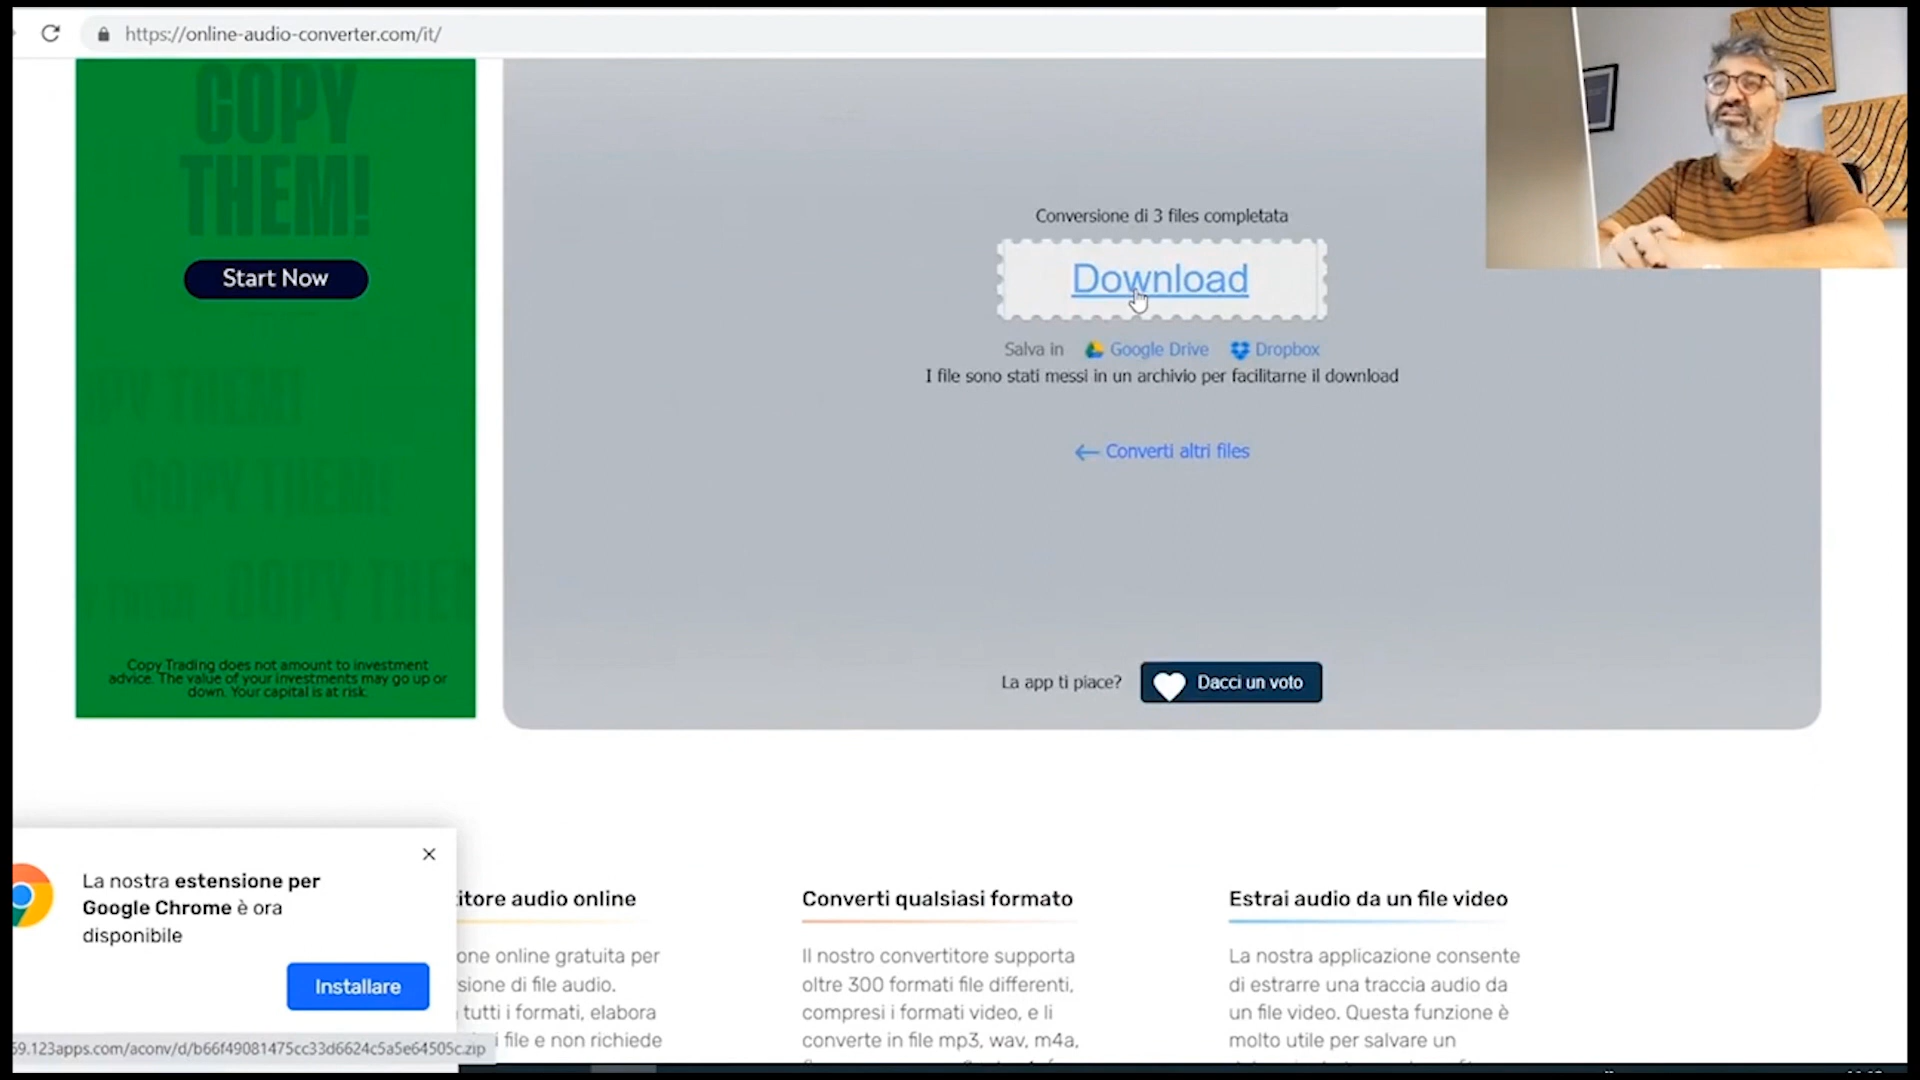 https://online-audio-converter.com/it/
COPY
THEM!
Start Now
COPY THEM!
COPY THEM!
Copy Trading does not amount to investment
advice. The value of your investments may go up or
down. Your capital is at risk.
Conversione di 3 files completata
Download
Salva in Google Drive Dropbox
I file sono stati messi in un archivio per facilitarne il download
Converti altri files
La app ti piace? Dacci un voto
La nostra estensione per
Google Chrome è ora
disponibile
Installare
itore audio online
one online gratuita per
sione di file audio.
tutti i formati, elabora
i file e non richiede
Converti qualsiasi formato
Il nostro convertitore supporta
oltre 300 formati file differenti,
compresi i formati video, e li
converte in file mp3, wav, m4a,
Estrai audio da un file video
La nostra applicazione consente
di estrarre una traccia audio da
un file video. Questa funzione è
molto utile per salvare un
59.123apps.com/aconv/d/b66f49081475cc33d6624c5a5e64505c.zip